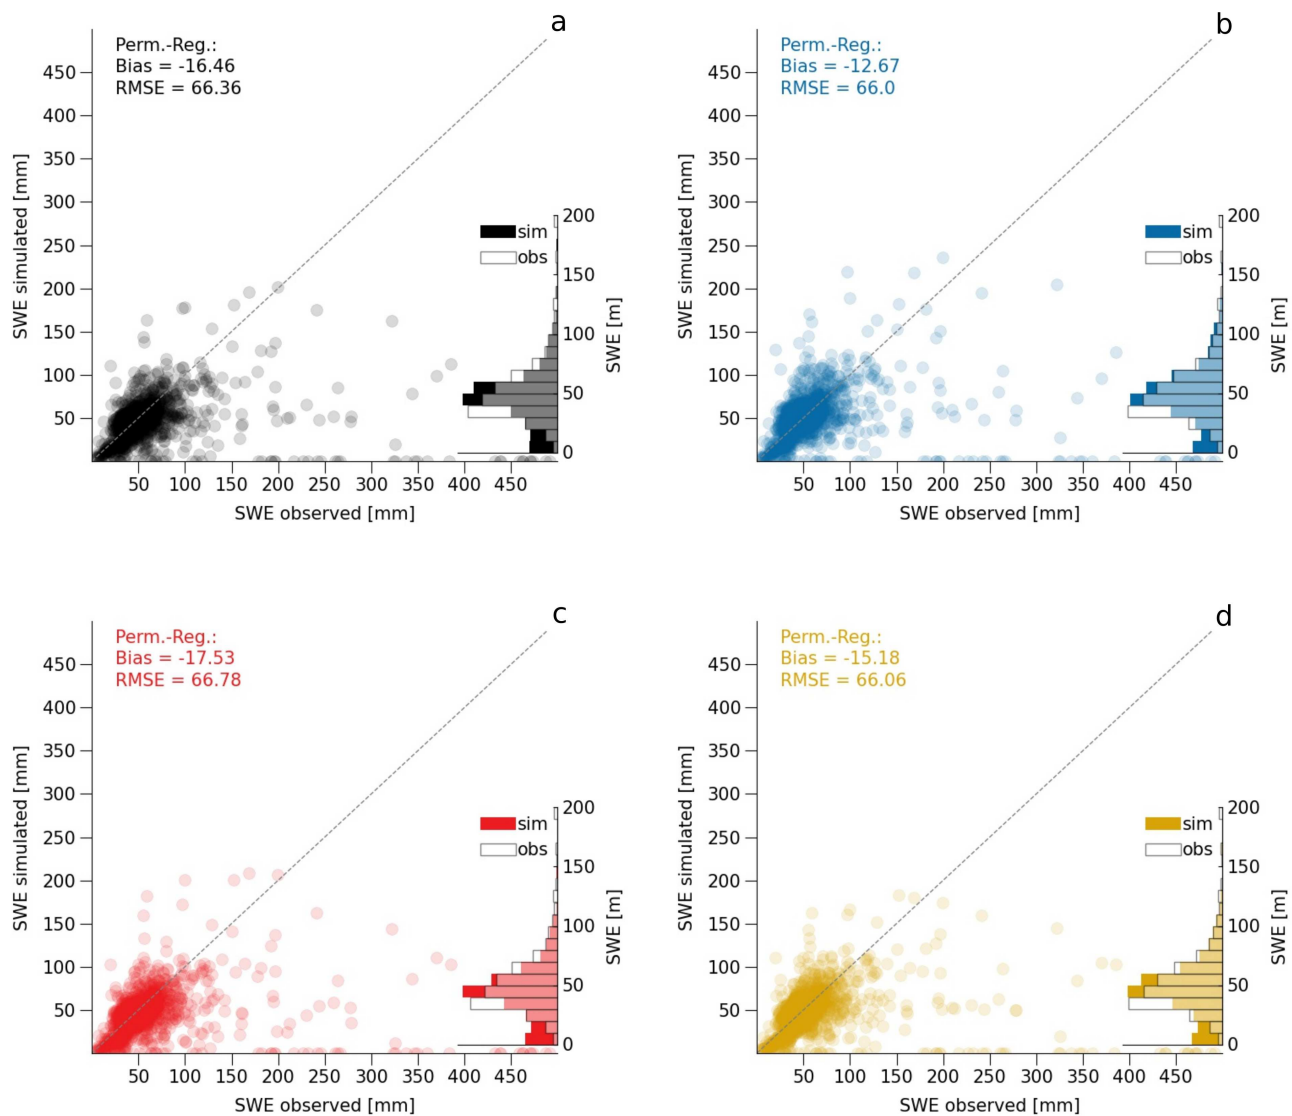 a
Perm.-Reg.:
Bias = -16.46
RMSE = 66.36
450
400
350
300
250
200
150
100
50
SWE simulated [mm]
50 100 150 200 250 300 350 400 450
SWE observed [mm]
sim
obs
200
150
100
50
0
SWE [m]
b
Perm.-Reg.:
Bias = -12.67
RMSE = 66.0
450
400
350
300
250
200
150
100
50
SWE simulated [mm]
50 100 150 200 250 300 350 400 450
SWE observed [mm]
sim
obs
200
150
100
50
0
SWE [m]
c
Perm.-Reg.:
Bias = -17.53
RMSE = 66.78
450
400
350
300
250
200
150
100
50
SWE simulated [mm]
50 100 150 200 250 300 350 400 450
SWE observed [mm]
sim
obs
200
150
100
50
0
SWE [m]
d
Perm.-Reg.:
Bias = -15.18
RMSE = 66.06
450
400
350
300
250
200
150
100
50
SWE simulated [mm]
50 100 150 200 250 300 350 400 450
SWE observed [mm]
sim
obs
200
150
100
50
0
SWE [m]